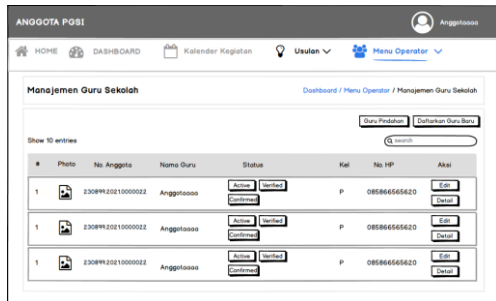 ANGGOTA PGSI
Anggotaaaa
HOME DASHBOARD Kalender Kegiatan Usulan Menu Operator
Manajemen Guru Sekolah
Dashboard / Menu Operator / Manajemen Guru Sekolah
Guru Pindahan Daftarkan Guru Baru
Show 10 entries
search
# Photo No. Anggota Nama Guru Status Kel No. HP Aksi
1 230899.20210000022 Anggotaaaa Active Verified Confirmed P 085866565620 Edit Detail
1 230899.20210000022 Anggotaaaa Active Verified Confirmed P 085866565620 Edit Detail
1 230899.20210000022 Anggotaaaa Active Verified Confirmed P 085866565620 Edit Detail